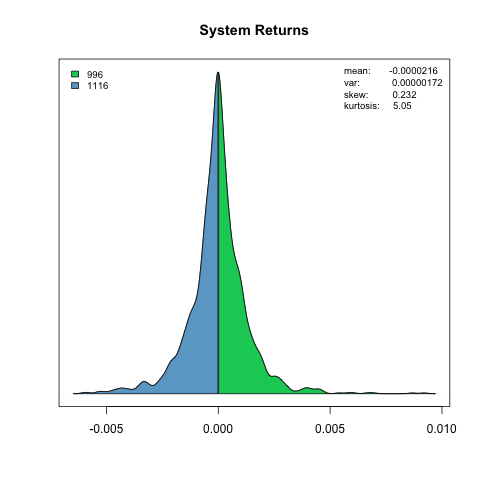 System Returns
996
1116
mean: -0.0000216
var: 0.00000172
skew: 0.232
kurtosis: 5.05
-0.005 0.000 0.005 0.010